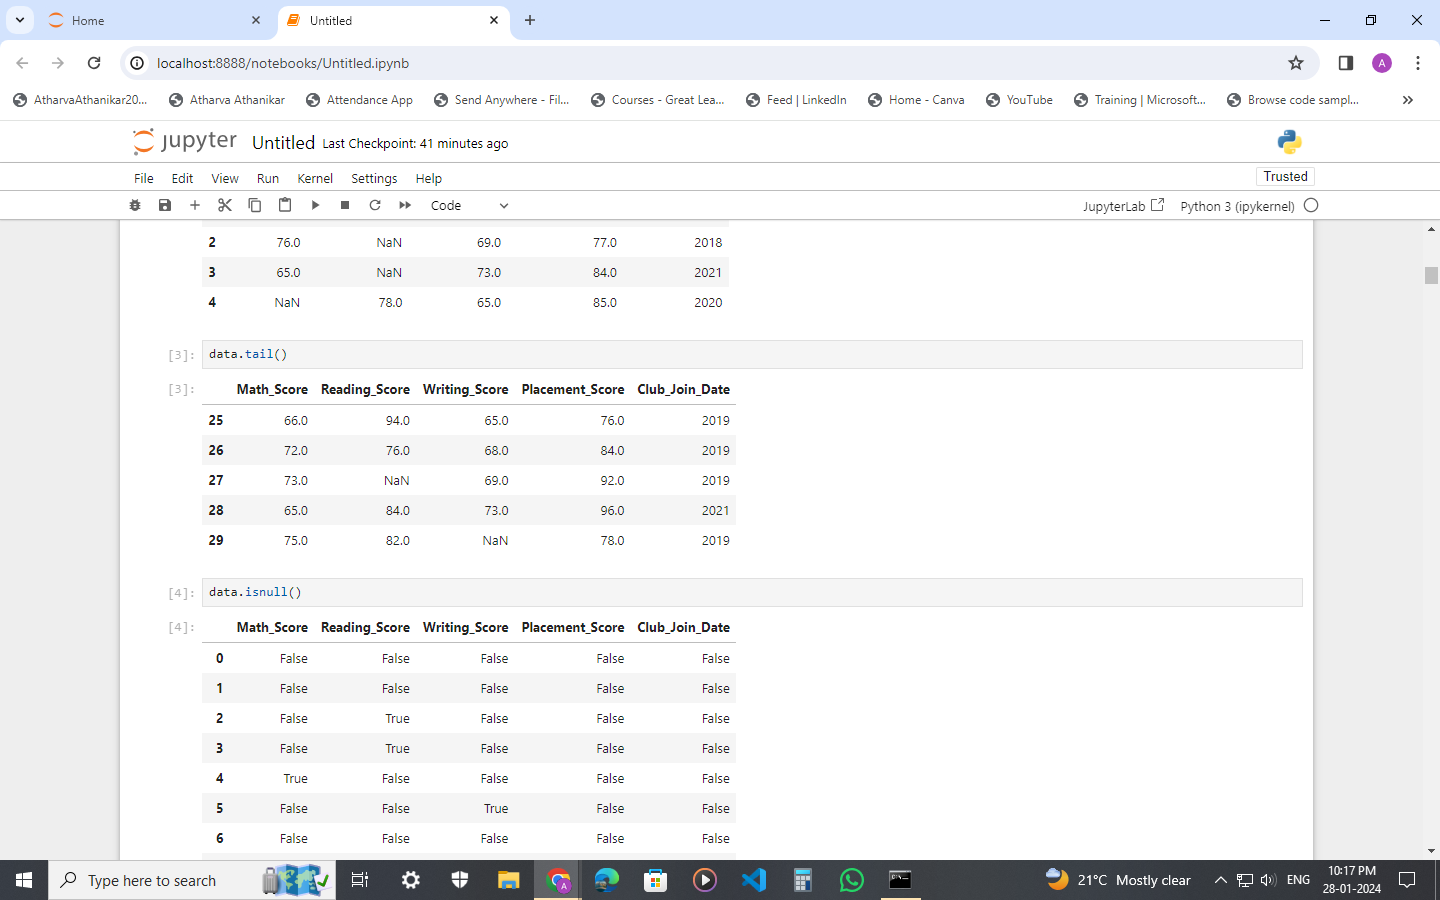 Home
Untitled
localhost:8888/notebooks/Untitled.ipynb
A
AtharvaAthanikar20... Atharva Athanikar Attendance App Send Anywhere - Fil... Courses - Great Lea... Feed | LinkedIn Home - Canva YouTube Training | Microsoft... Browse code sampl...
jupyter Untitled Last Checkpoint: 41 minutes ago
File Edit View Run Kernel Settings Help
Trusted
Code
JupyterLab Python 3 (ipykernel)
2 76.0 NaN 69.0 77.0 2018
3 65.0 NaN 73.0 84.0 2021
4 NaN 78.0 65.0 85.0 2020
[3]: data.tail()
[3]: Math_Score Reading_Score Writing_Score Placement_Score Club_Join_Date
25 66.0 94.0 65.0 76.0 2019
26 72.0 76.0 68.0 84.0 2019
27 73.0 NaN 69.0 92.0 2019
28 65.0 84.0 73.0 96.0 2021
29 75.0 82.0 NaN 78.0 2019
[4]: data.isnull()
[4]: Math_Score Reading_Score Writing_Score Placement_Score Club_Join_Date
0 False False False False False
1 False False False False False
2 False True False False False
3 False True False False False
4 True False False False False
5 False False True False False
6 False False False False False
Type here to search
A
21°C Mostly clear
ENG
10:17 PM
28-01-2024